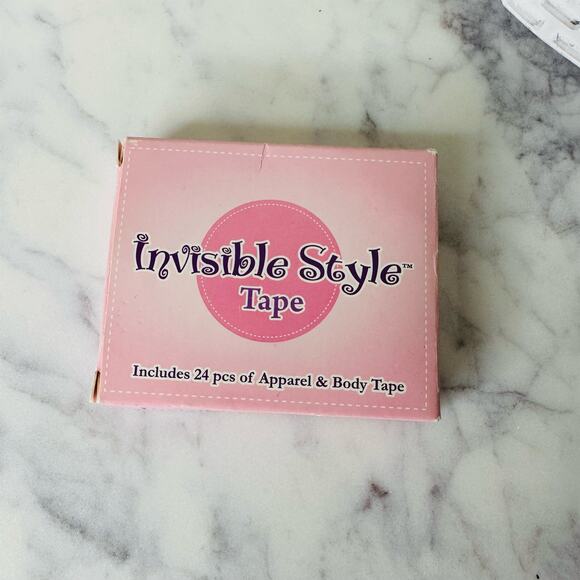 Invisible Style™
Tape
Includes 24 pcs of Apparel & Body Tape